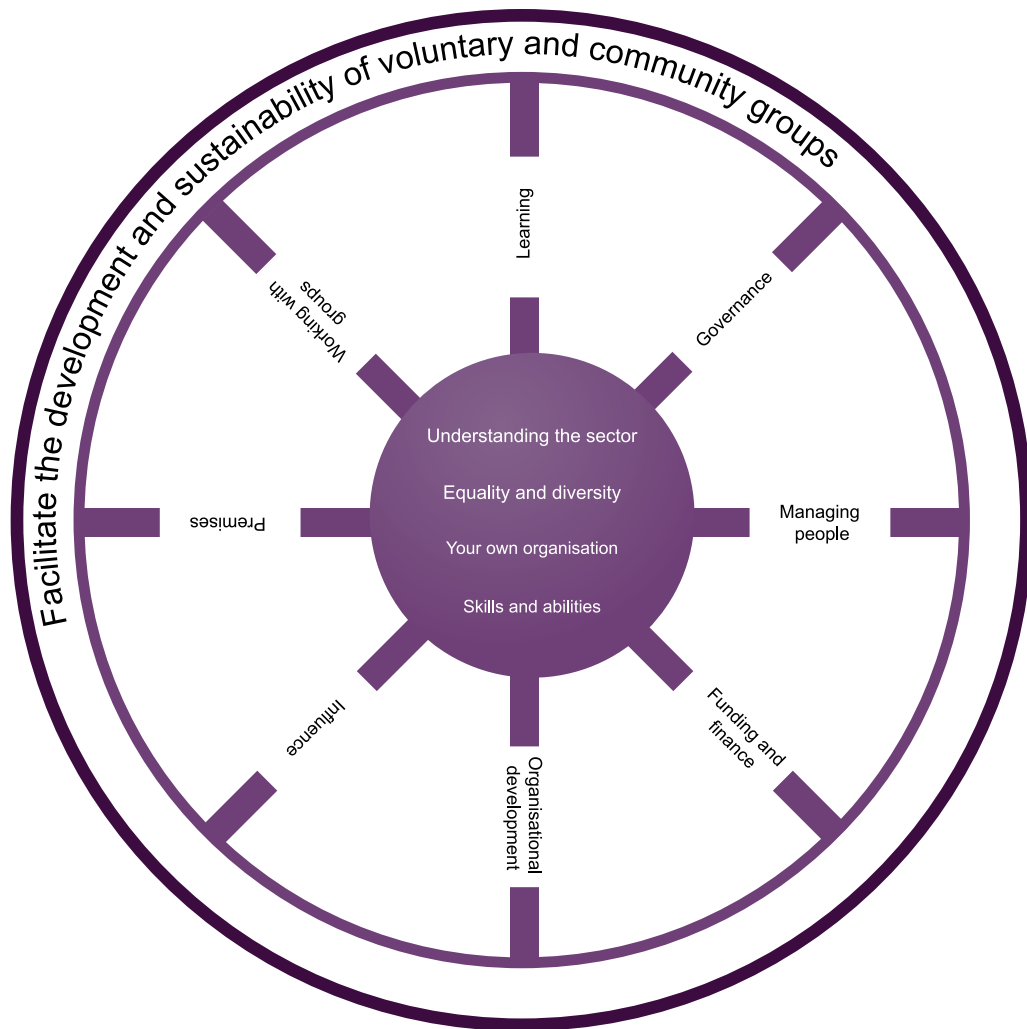 Facilitate the development and sustainability of voluntary and community groups
Learning
Governance
Managing
people
Funding and
finance
Organisational
development
Influence
Premises
Working with
groups
Understanding the sector
Equality and diversity
Your own organisation
Skills and abilities